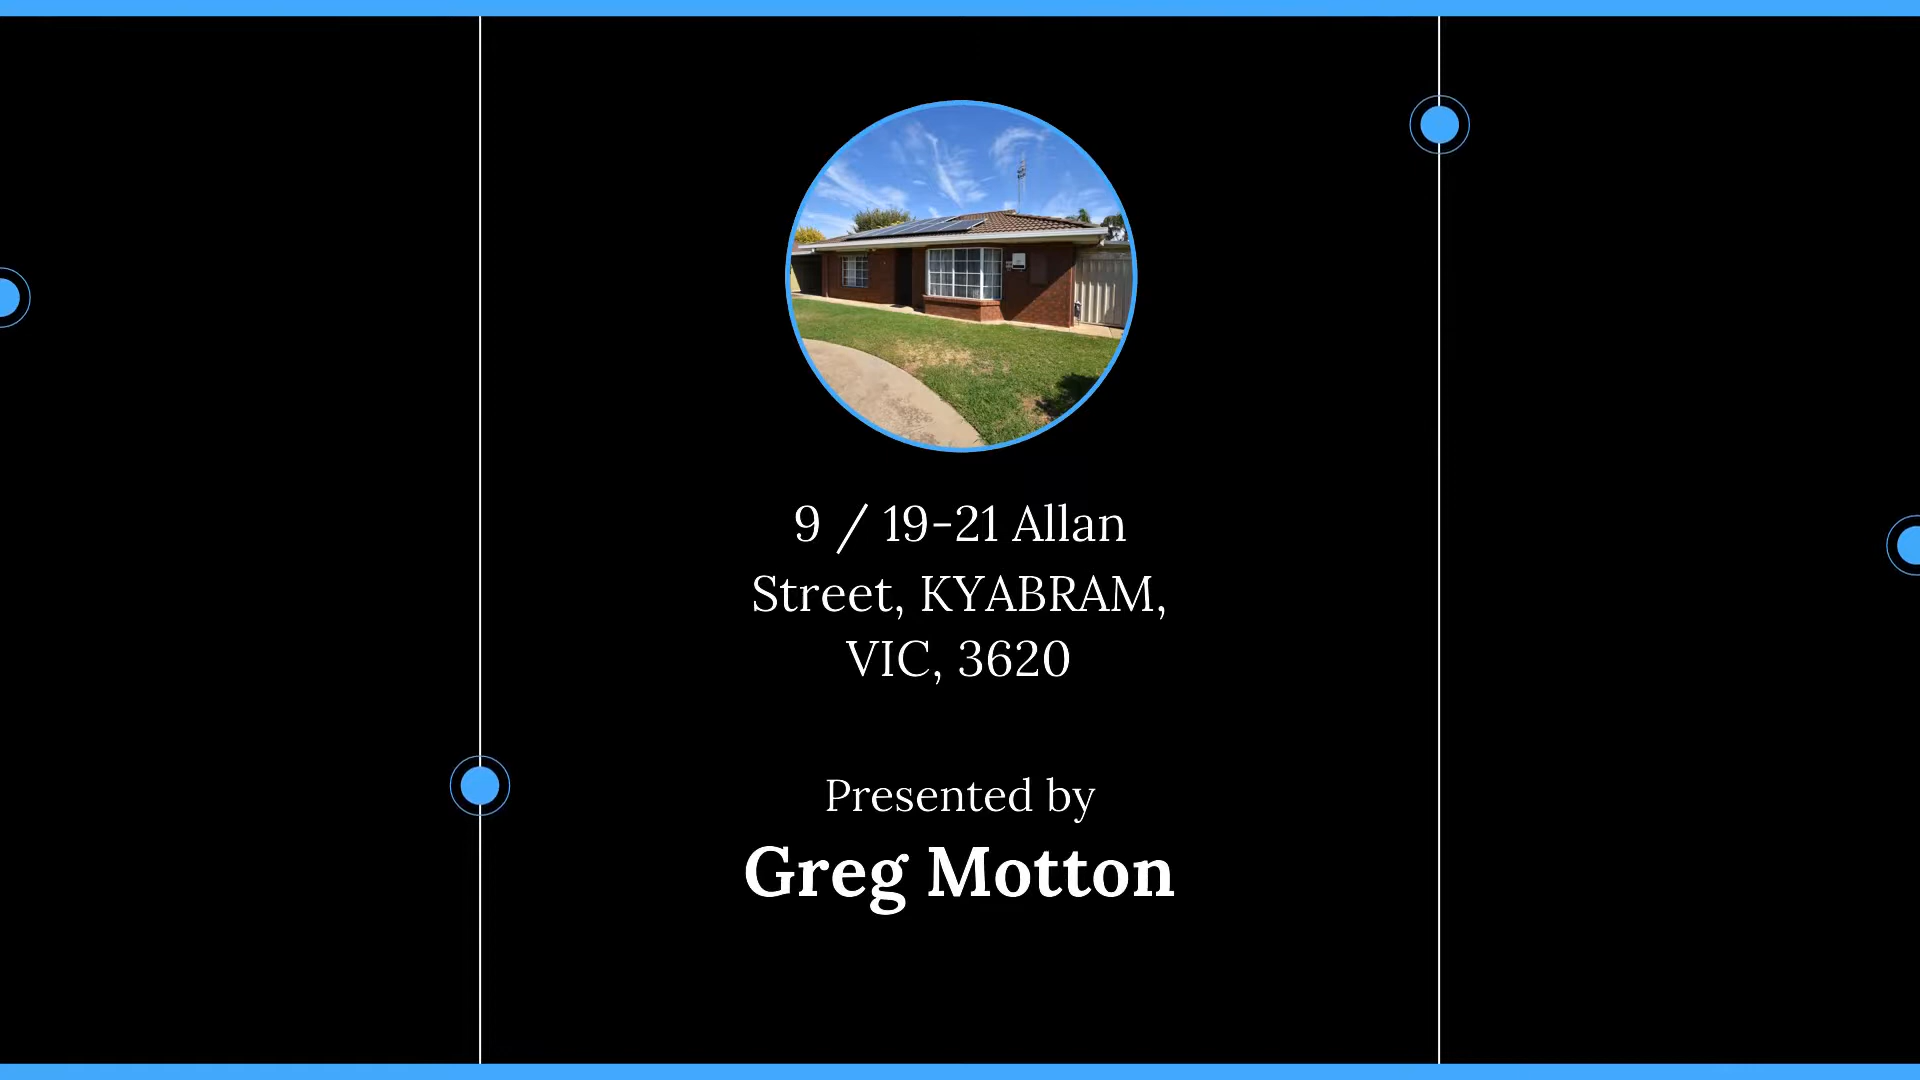 9 / 19-21 Allan
Street, KYABRAM,
VIC, 3620
Presented by
Greg Motton